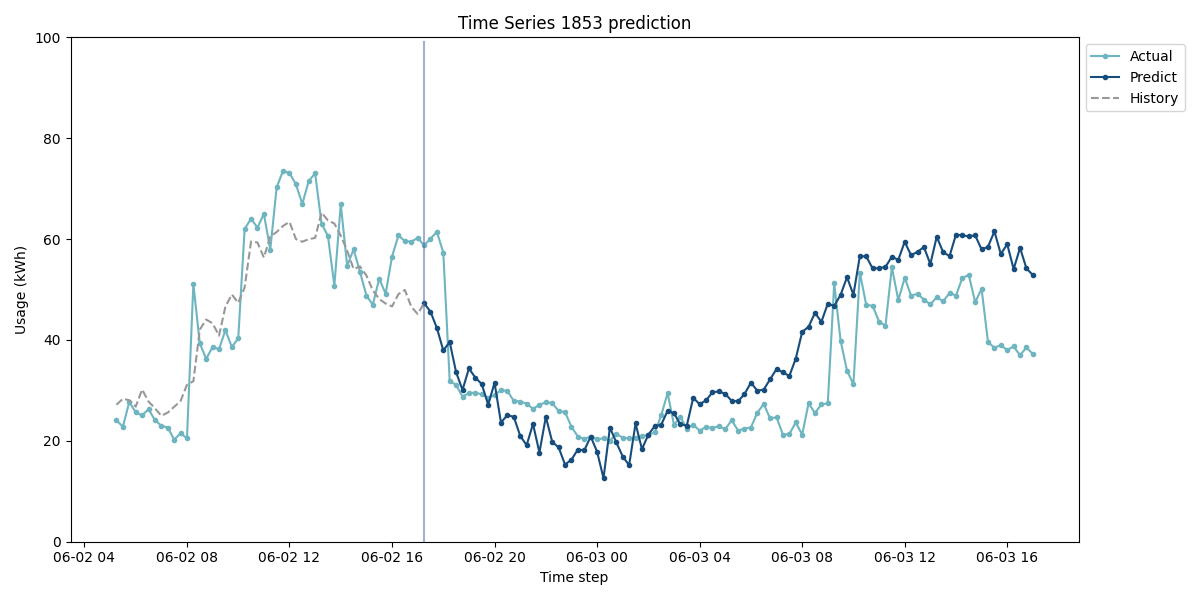 Time Series 1853 prediction
100
80
60
40
20
0
Usage (kWh)
06-02 04
06-02 08
06-02 12
06-02 16
06-02 20
06-03 00
06-03 04
06-03 08
06-03 12
06-03 16
Time step
Actual
Predict
History